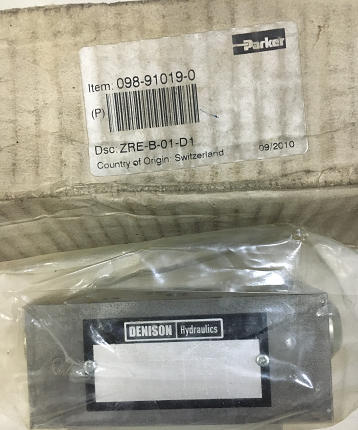 Parker
Item: 098-91019-0
(P)
Dsc: ZRE-B-01-D1
Country of Origin: Switzerland 09/2010
DENISON Hydraulics